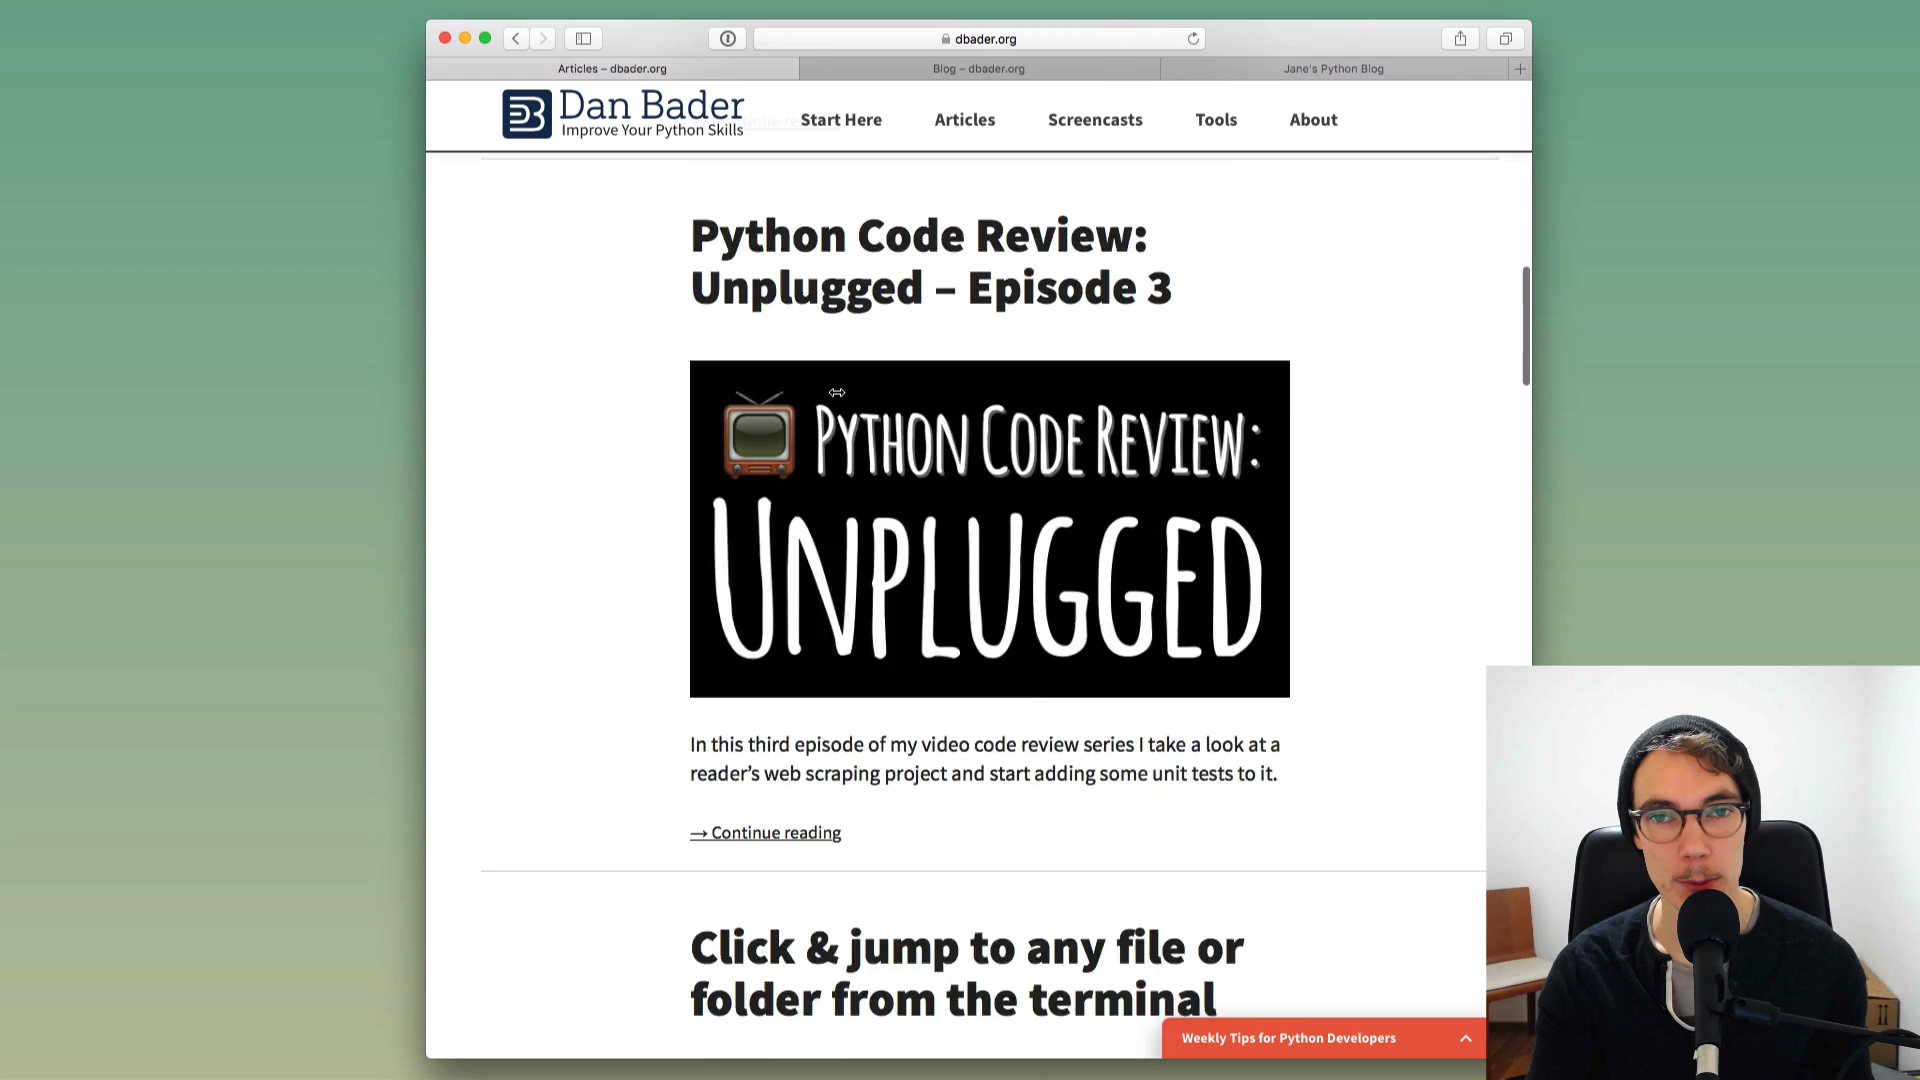 dbader.org
Articles – dbader.org
Blog – dbader.org
Jane's Python Blog
Dan Bader
Improve Your Python Skills
Start Here
Articles
Screencasts
Tools
About
Python Code Review:
Unplugged – Episode 3
PYTHON CODE REVIEW:
UNPLUGGED
In this third episode of my video code review series I take a look at a
reader’s web scraping project and start adding some unit tests to it.
→ Continue reading
Click & jump to any file or
folder from the terminal
Weekly Tips for Python Developers